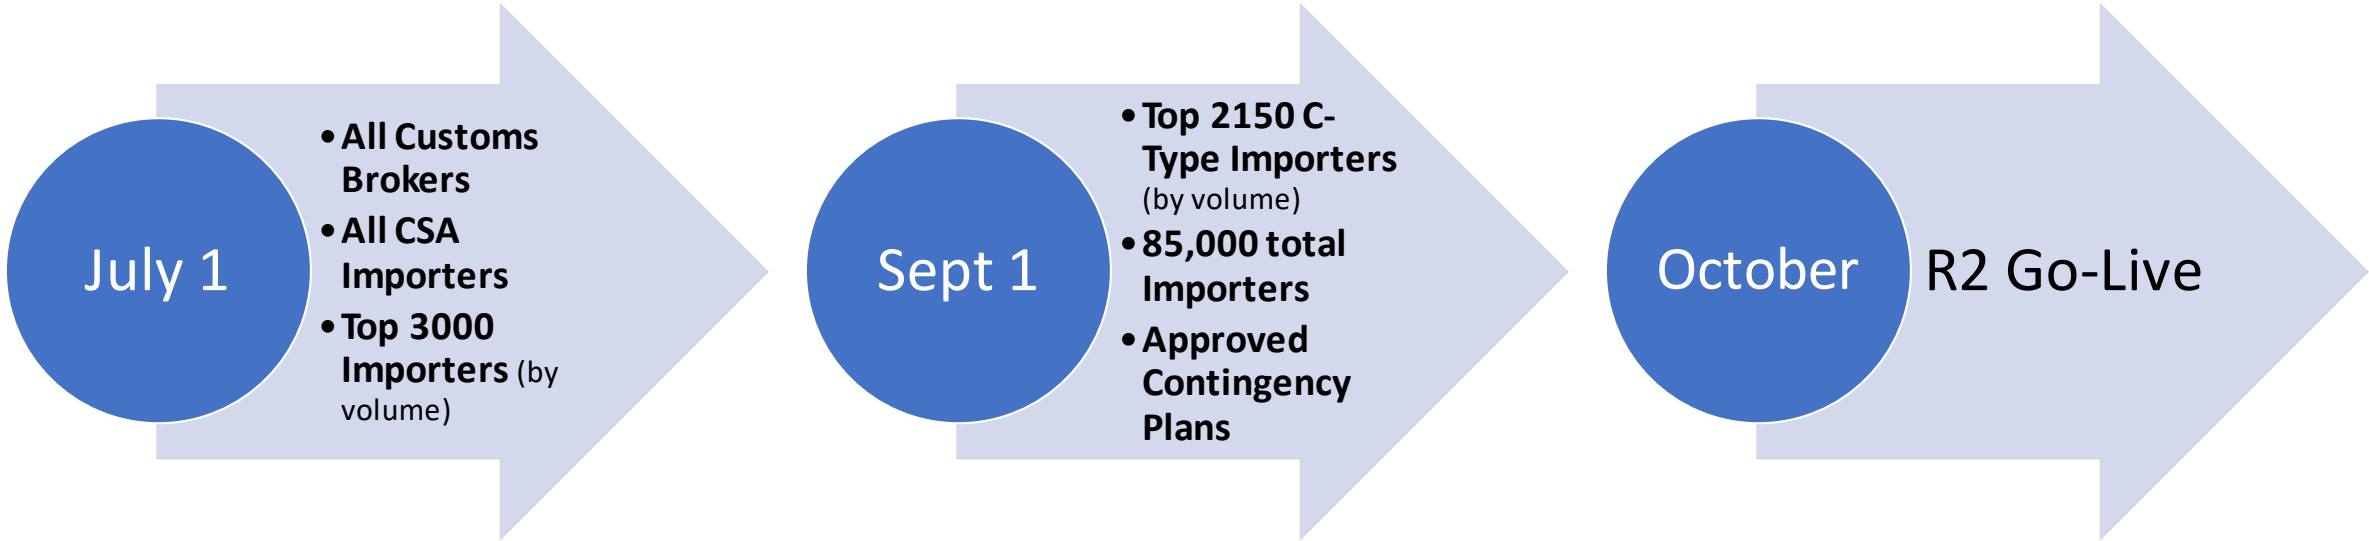 July 1
• All Customs
Brokers
• All CSA
Importers
• Top 3000
Importers (by
volume)
Sept 1
• Top 2150 C-
Type Importers
(by volume)
• 85,000 total
Importers
• Approved
Contingency
Plans
October
R2 Go-Live